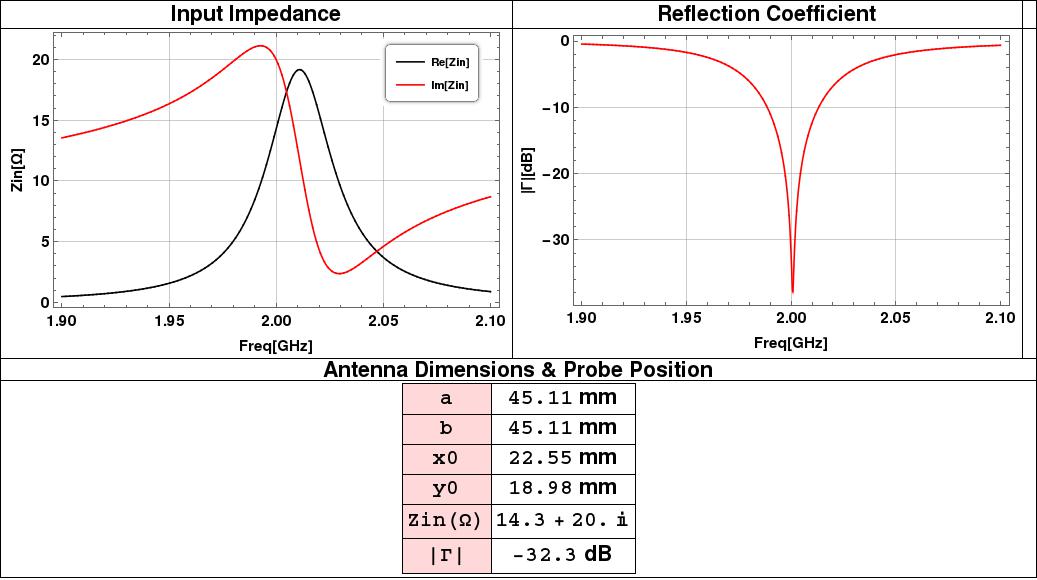 Input Impedance
Reflection Coefficient
20
15
10
5
0
Zin[Ω]
Re[Zin]
Im[Zin]
1.90 1.95 2.00 2.05 2.10
Freq[GHz]
0
-10
-20
-30
|Γ|[dB]
1.90 1.95 2.00 2.05 2.10
Freq[GHz]
Antenna Dimensions & Probe Position
a 45.11 mm
b 45.11 mm
x0 22.55 mm
y0 18.98 mm
Zin(Ω) 14.3 + 20. i
|Γ| -32.3 dB